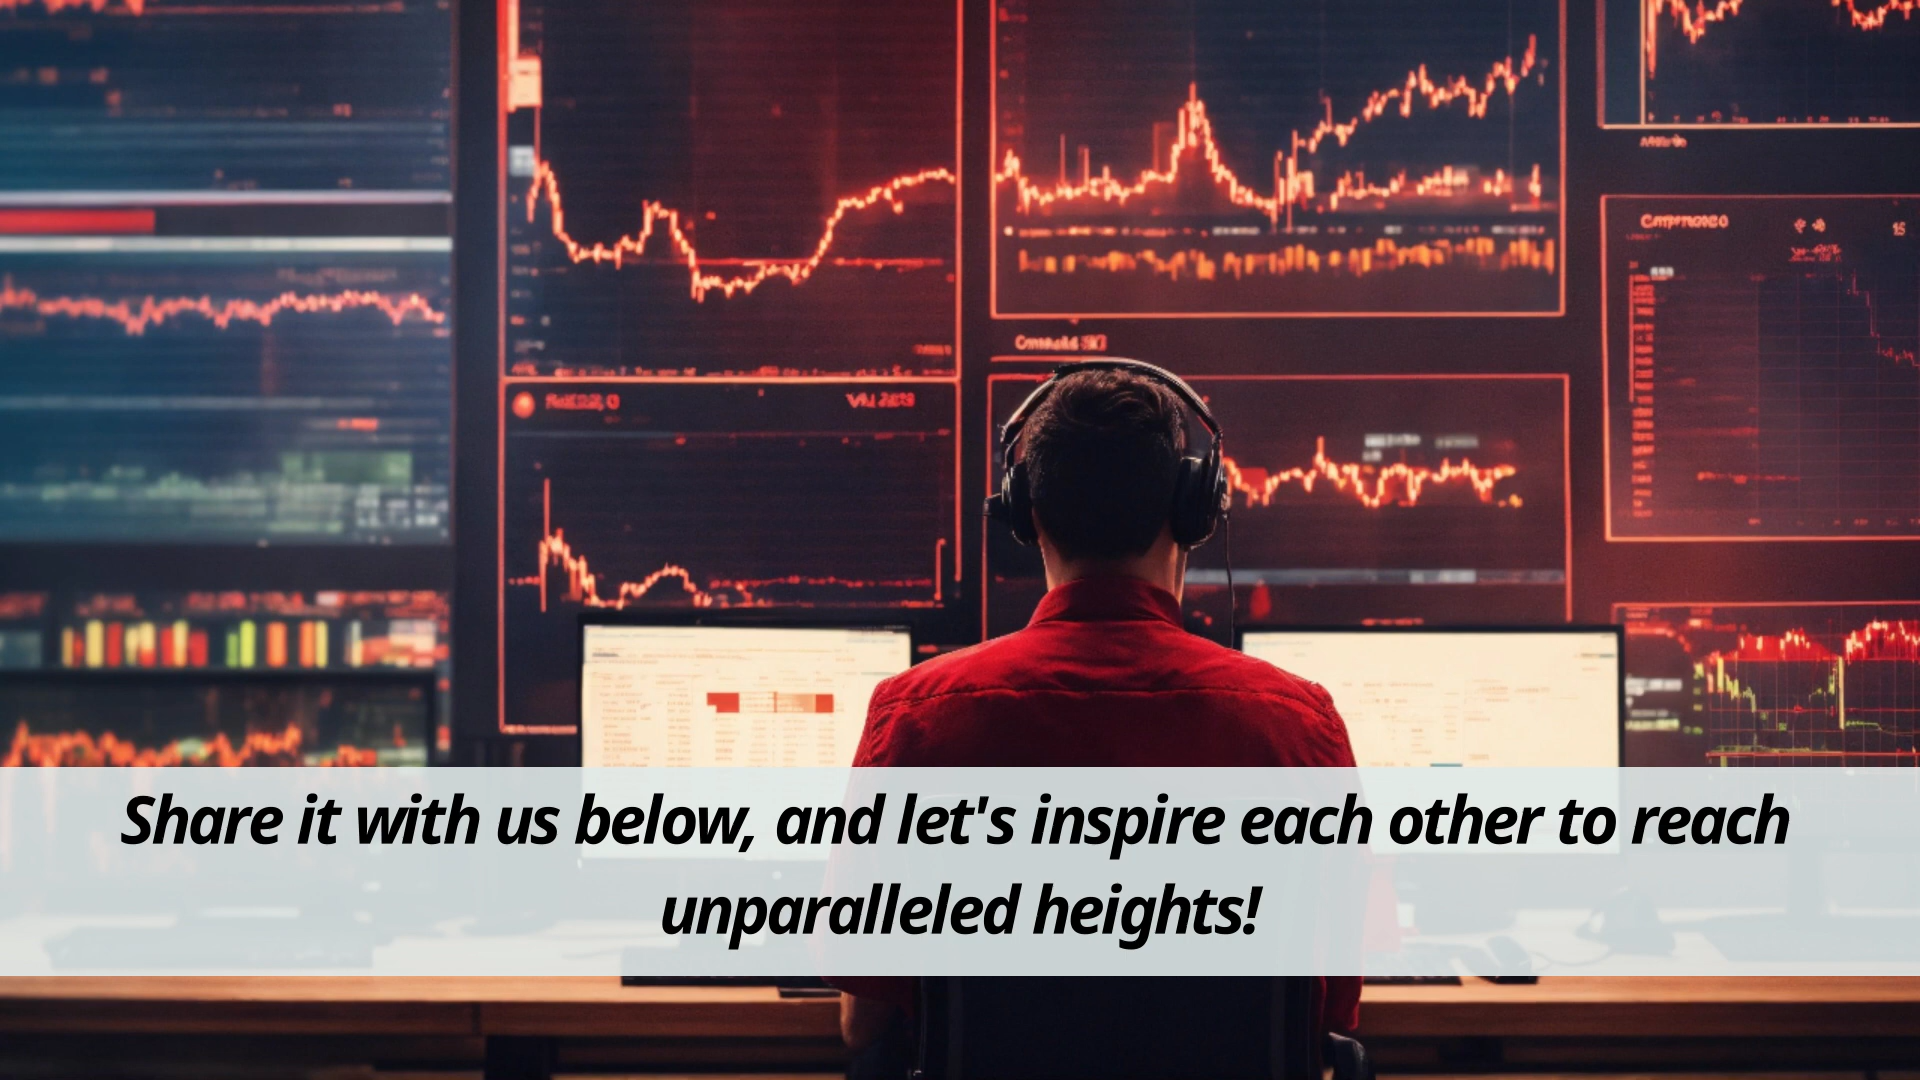 Share it with us below, and let's inspire each other to reach
unparalleled heights!